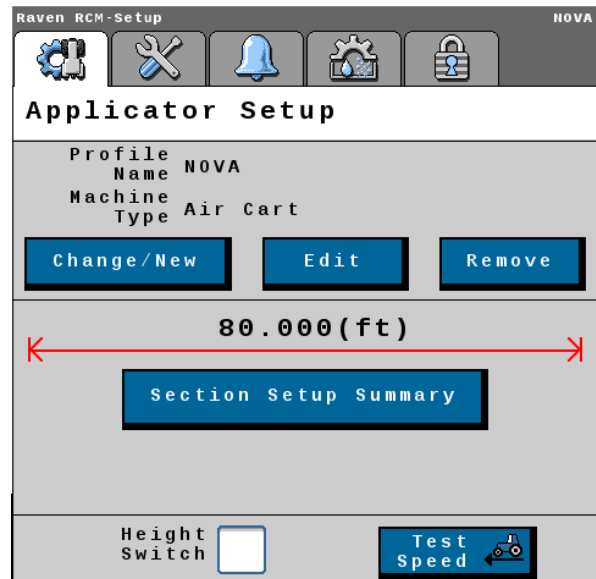 Raven RCM-Setup NOVA
Applicator Setup
Profile
Name NOVA
Machine
Type Air Cart
Change/New Edit Remove
80.000(ft)
Section Setup Summary
Height
Switch
Test
Speed